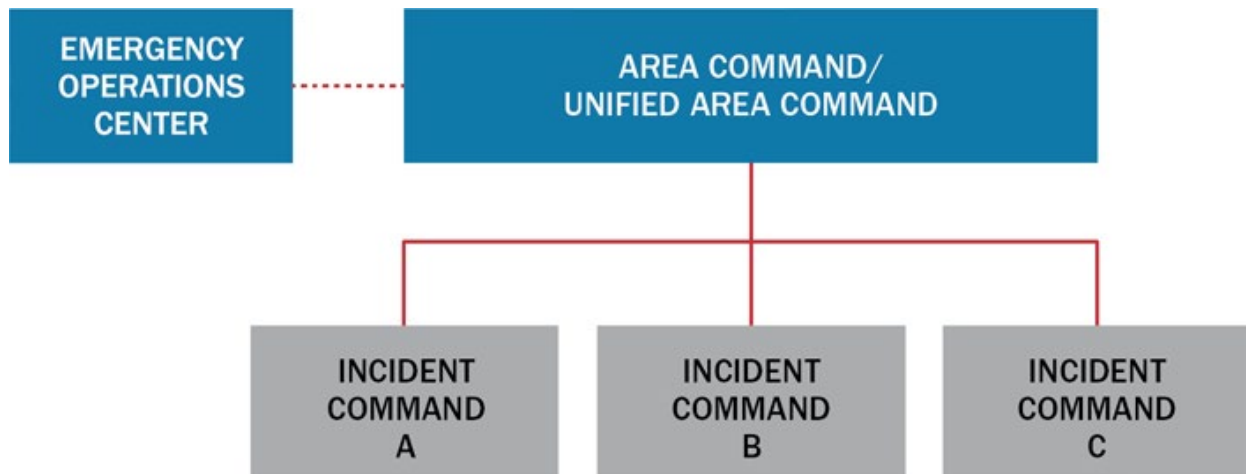 EMERGENCY
OPERATIONS
CENTER
AREA COMMAND/
UNIFIED AREA COMMAND
INCIDENT
COMMAND
A
INCIDENT
COMMAND
B
INCIDENT
COMMAND
C